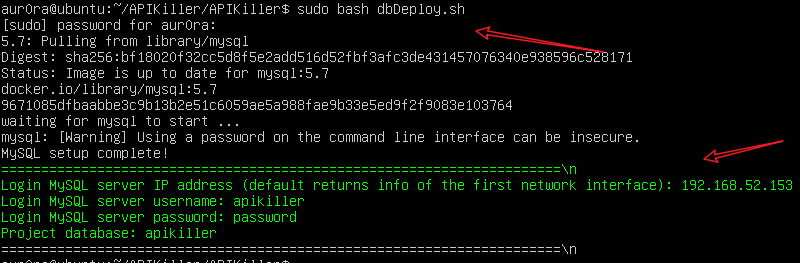 aur0ra@ubuntu:~/APIKiller/APIKiller$ sudo bash dbDeploy.sh
[sudo] password for aur0ra:
5.7: Pulling from library/mysql
Digest: sha256:bf18020f32cc5d8f5e2add516d52fbf3afc3de431457076340e938596c528171
Status: Image is up to date for mysql:5.7
docker.io/library/mysql:5.7
9671085dfbaabbe3c9b13b2e51c6059ae5a988fae9b33e5ed9f2f9083e103764
waiting for mysql to start ...
mysql: [Warning] Using a password on the command line interface can be insecure.
MySQL setup complete!
===============================================================\n
Login MySQL server IP address (default returns info of the first network interface): 192.168.52.153
Login MySQL server username: apikiller
Login MySQL server password: password
Project database: apikiller
===============================================================\n
aur0ra@ubuntu:~/APIKiller/APIKiller$